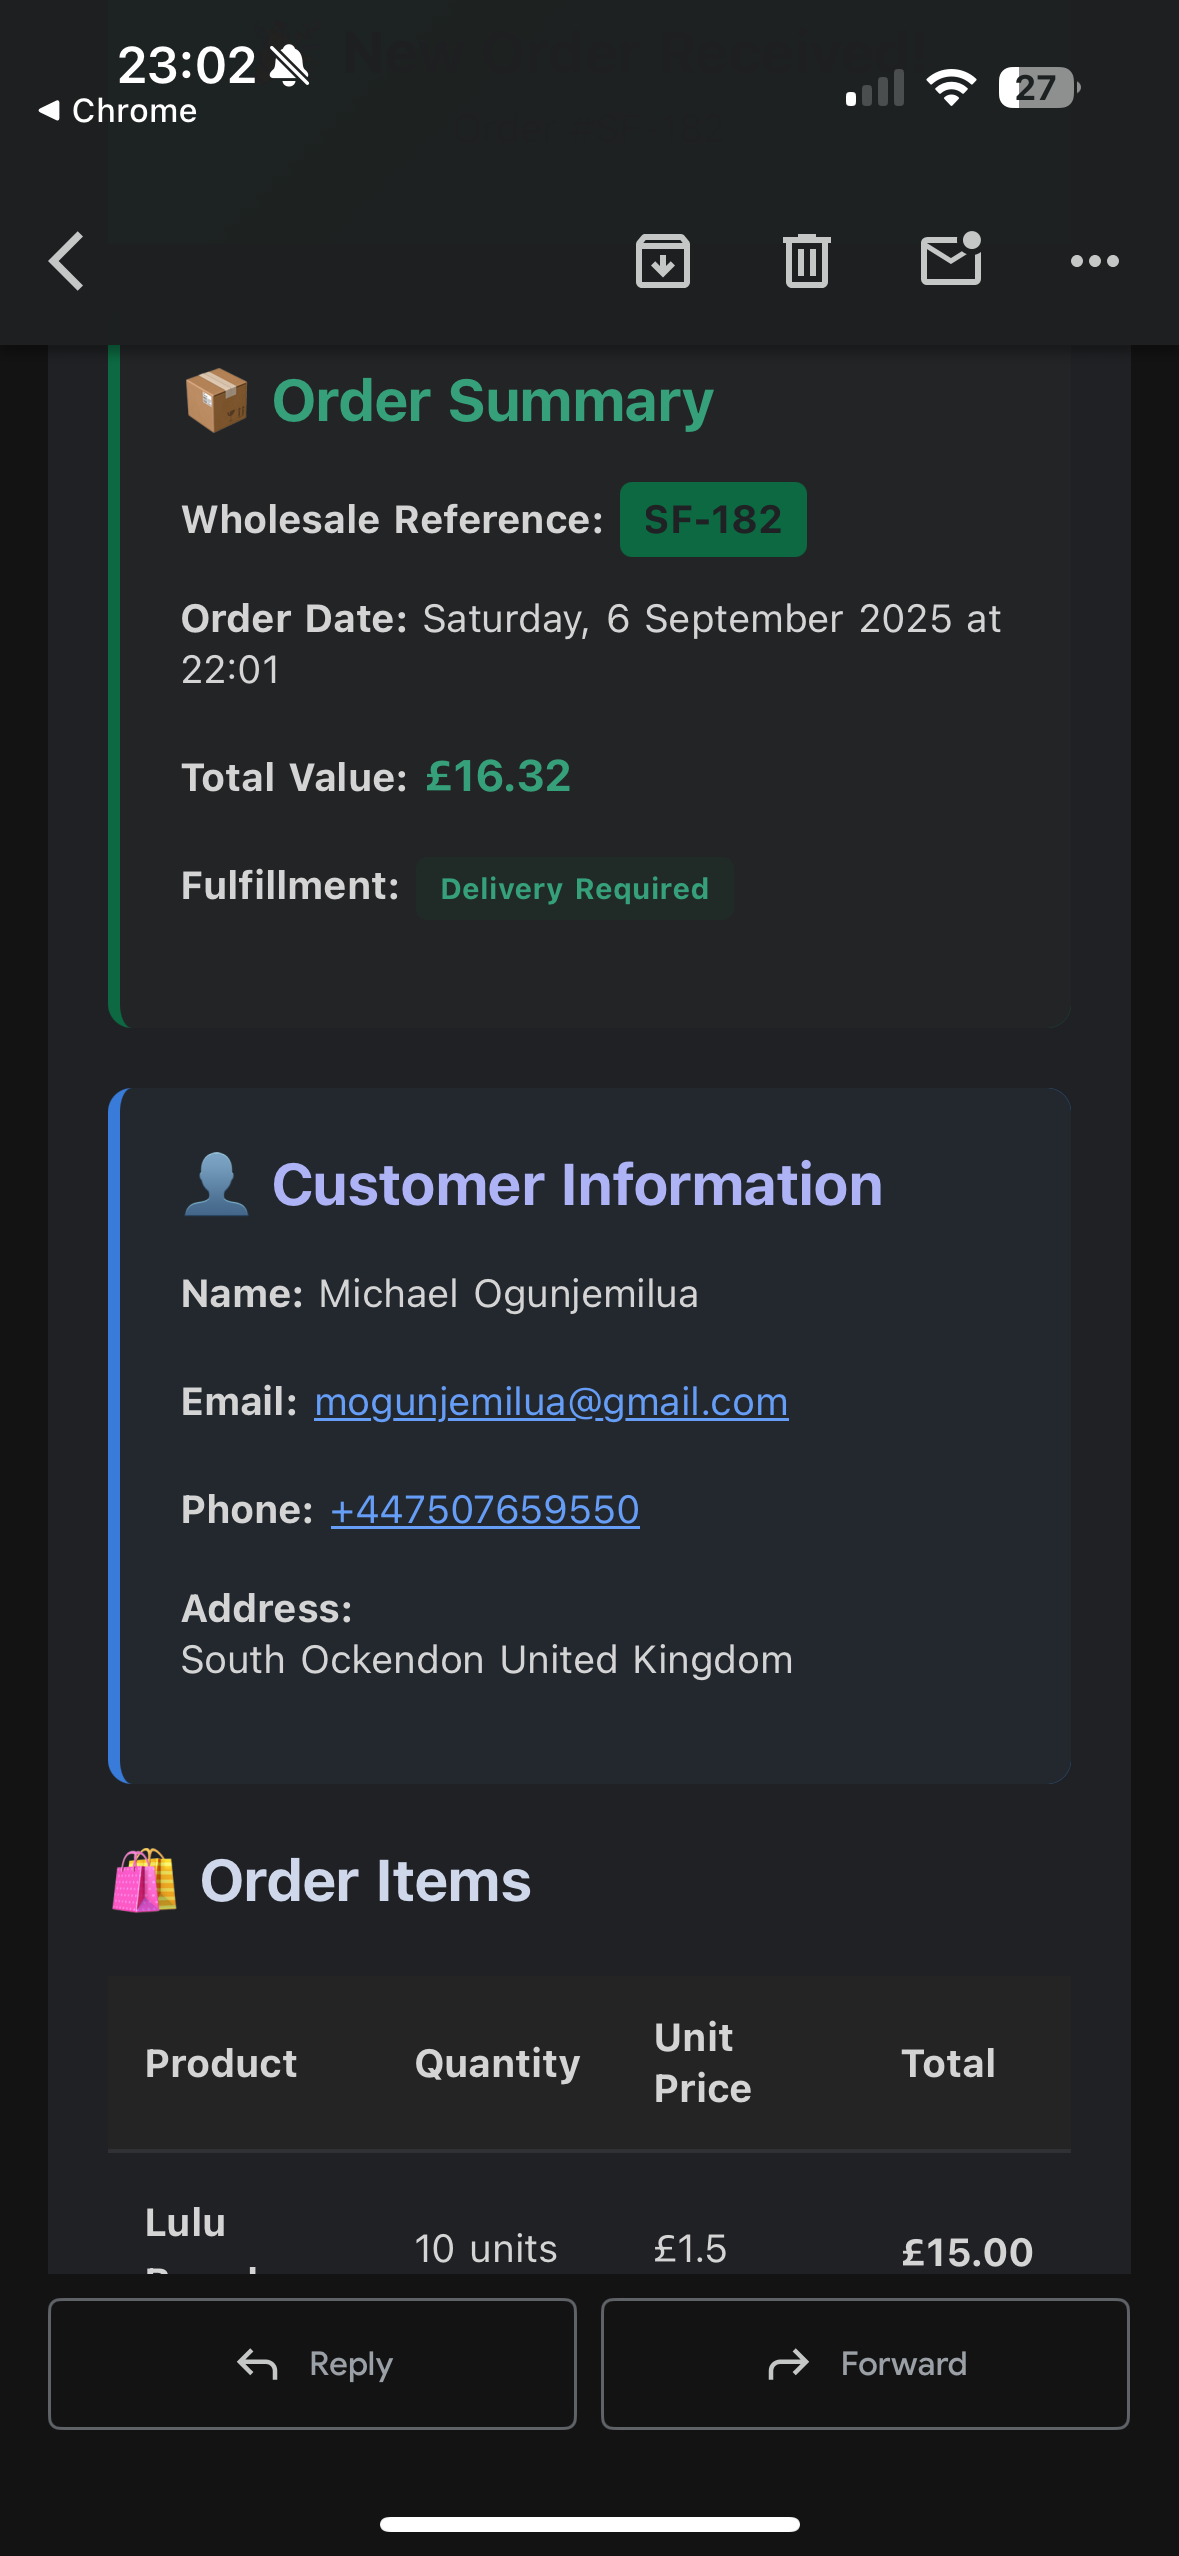 New Order Received!
23:02
27
Chrome
Order Summary
Wholesale Reference: SF-182
Order Date: Saturday, 6 September 2025 at
22:01
Total Value: £16.32
Fulfillment: Delivery Required
Customer Information
Name: Michael Ogunjemilua
Email: mogunjemilua@gmail.com
Phone: +447507659550
Address:
South Ockendon United Kingdom
Order Items
Product Quantity Unit Price Total
Lulu
10 units £1.5 £15.00
Reply Forward